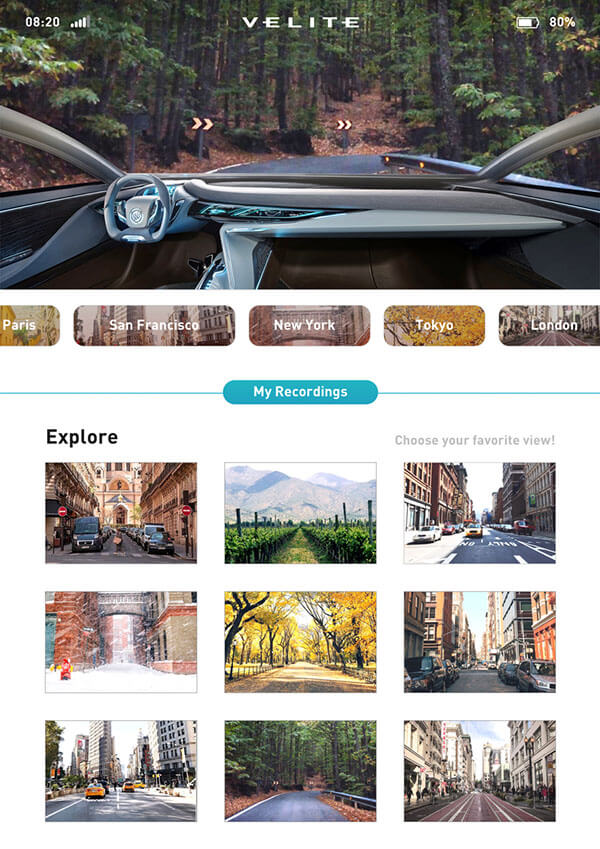 08:20
VELITE
80%
Paris
San Francisco
New York
Tokyo
London
My Recordings
Explore
Choose your favorite view!